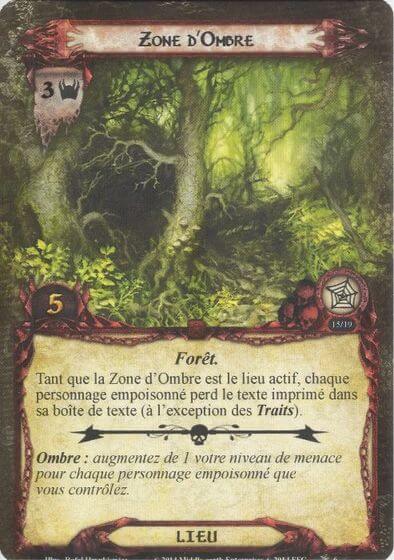 Zone d'Ombre
3
5
15/19
Forêt.
Tant que la Zone d'Ombre est le lieu actif, chaque
personnage empoisonné perd le texte imprimé dans
sa boîte de texte (à l'exception des Traits).
Ombre : augmentez de 1 votre niveau de menace
pour chaque personnage empoisonné que
vous contrôlez.
LIEU